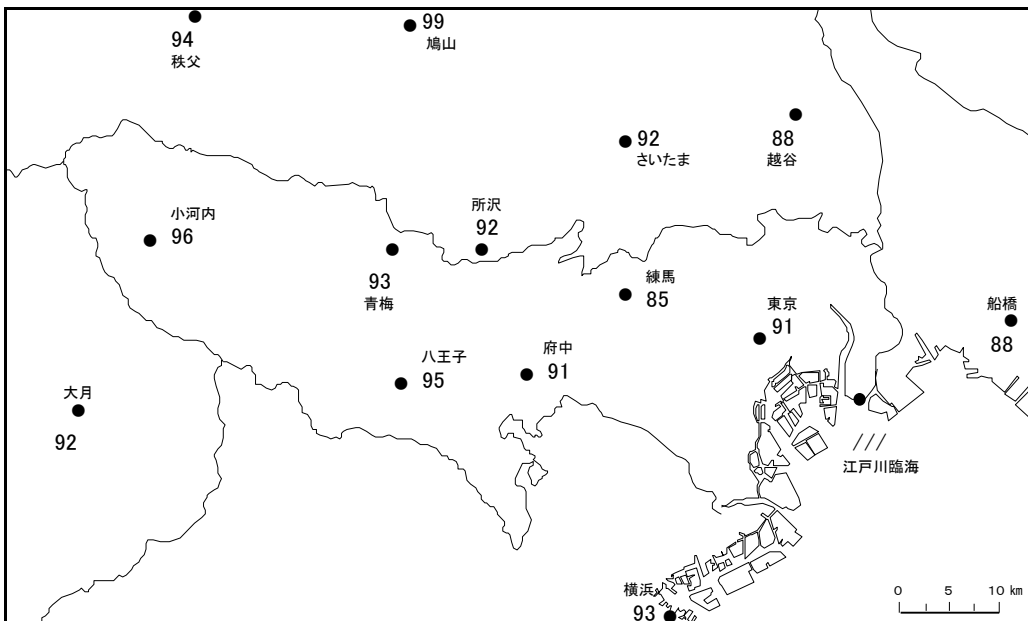 94
秩父
99
鳩山
92
さいたま
88
越谷
小河内
96
所沢
92
93
青梅
練馬
85
東京
91
船橋
88
大月
92
八王子
95
府中
91
///
江戸川臨海
横浜
93
0 5 10 km